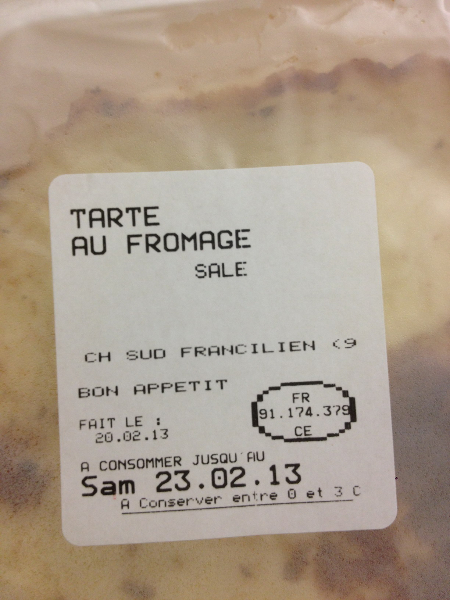 TARTE
AU FROMAGE
SALE
CH SUD FRANCILIEN <9
BON APPETIT
FAIT LE :
20.02.13
FR
91.174.379
CE
A CONSOMMER JUSQU'AU
Sam 23.02.13
A Conserver entre 0 et 3 C